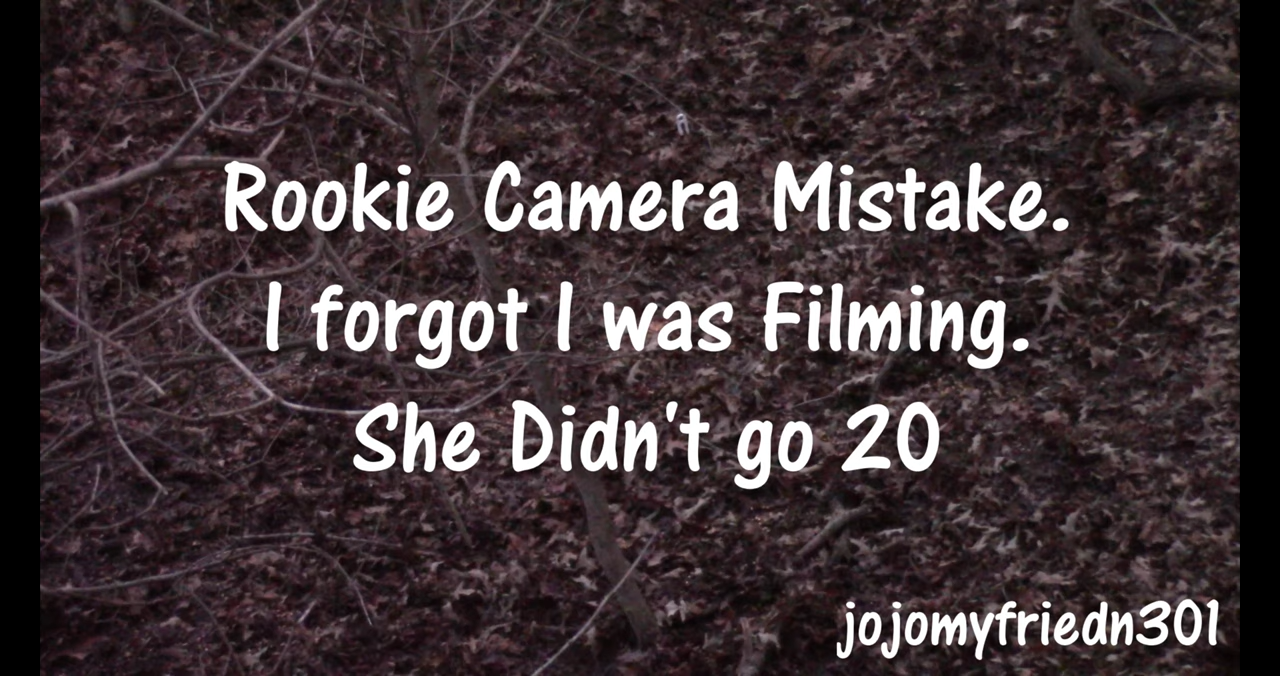 Rookie Camera Mistake.
I forgot I was Filming.
She Didn't go 20
jojomyfriedn301